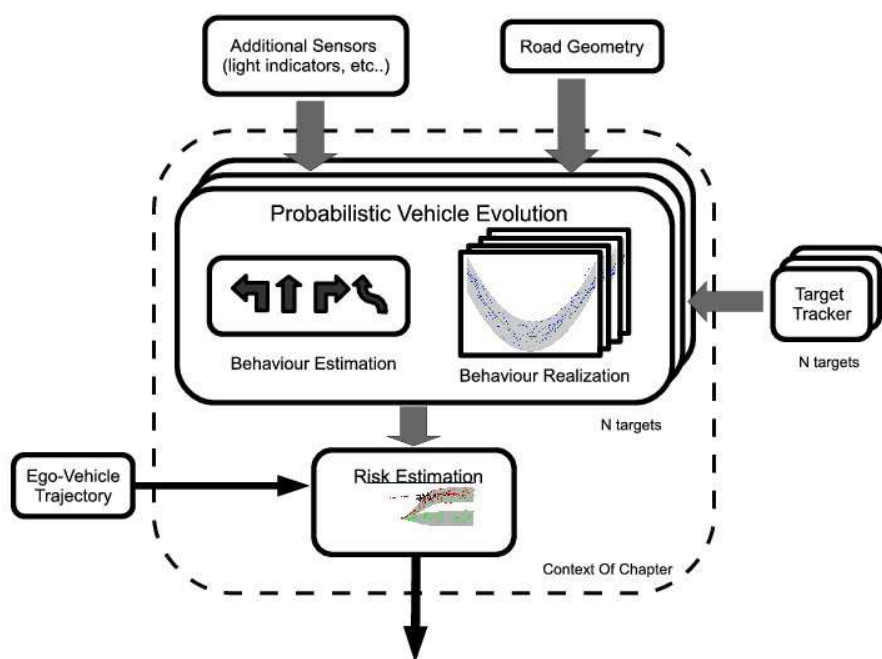 Additional Sensors
(light indicators, etc..)
Road Geometry
Probabilistic Vehicle Evolution
Behaviour Estimation
Behaviour Realization
Target
Tracker
N targets
N targets
Ego-Vehicle
Trajectory
Risk Estimation
Context Of Chapter